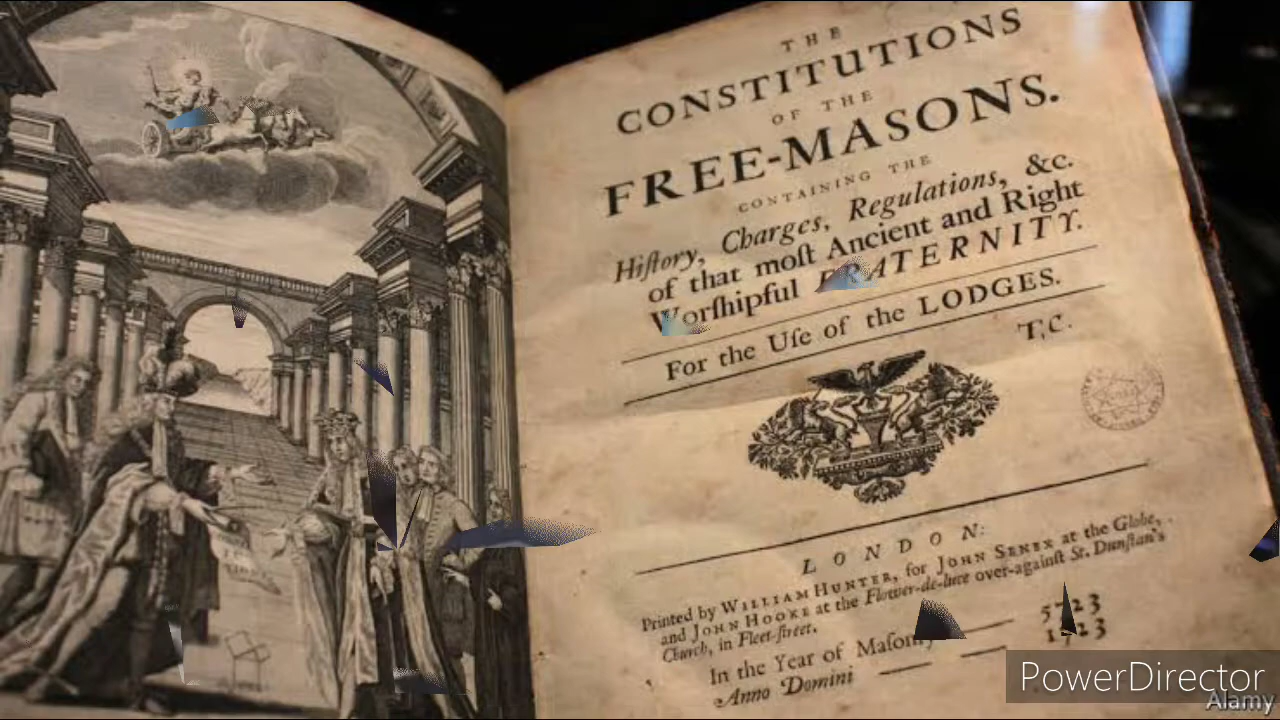 THE
CONSTITUTIONS
OF THE
FREE-MASONS.
CONTAINING THE
Hiſtory, Charges, Regulations, &c.
of that moſt Ancient and Right
Worſhipful FRATERNITY.
For the Uſe of the LODGES.
T,C.
LONDON:
Printed by WILLIAM HUNTER, for JOHN SENEX at the Globe,
and JOHN HOOKE at the Flower-de-luce over-againſt St. Dunſtan's
Church, in Fleet-ſtreet.
In the Year of Maſonry 5723
Anno Domini 1723
PowerDirector
Alamy